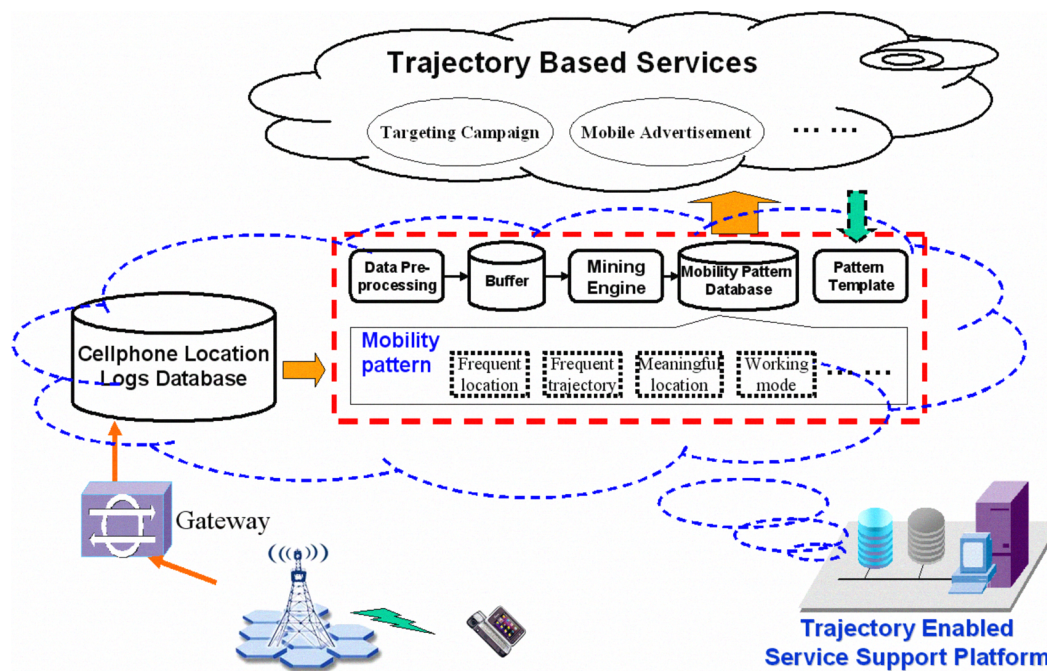 Trajectory Based Services
Targeting Campaign
Mobile Advertisement
... ...
Data Pre-
processing
Buffer
Mining
Engine
Mobility Pattern
Database
Pattern
Template
Cellphone Location
Logs Database
Mobility
pattern
Frequent
location
Frequent
trajectory
Meaningful
location
Working
mode
... ...
Gateway
Trajectory Enabled
Service Support Platform